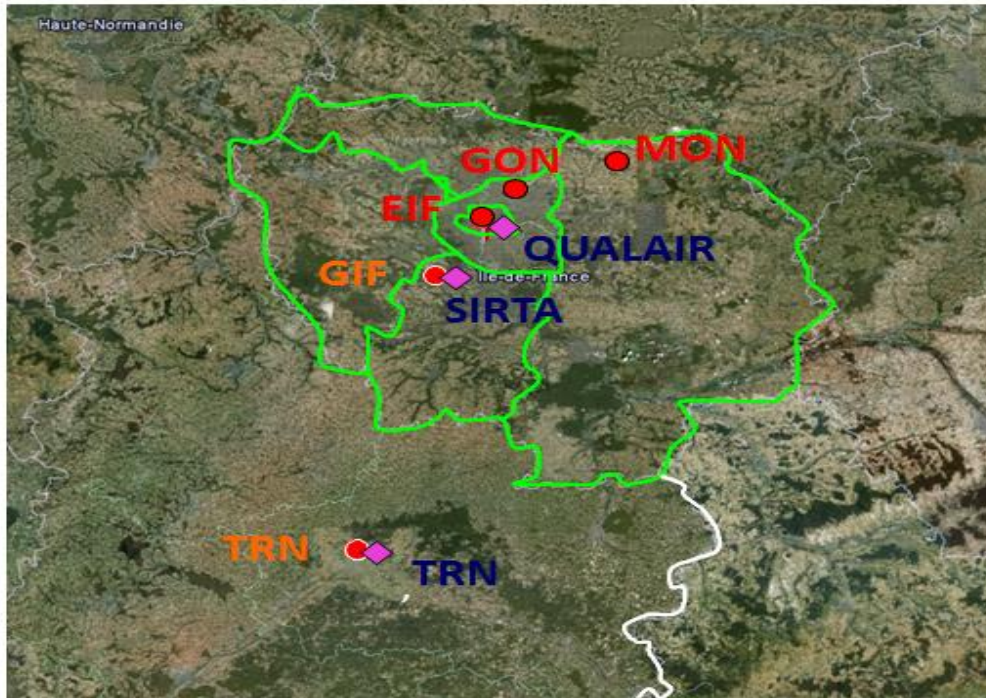 Haute-Normandie
GON
MON
EIF
QUALAIR
GIF
Ile-de-France
SIRTA
TRN
TRN